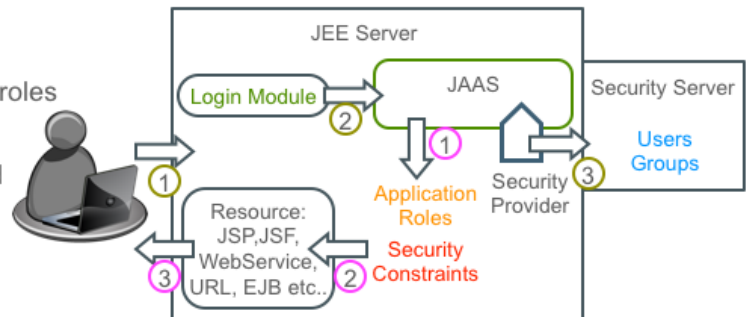 JEE Server
roles
Login Module
JAAS
Security Server
2
1
Users
Groups
1
3
Application
Roles
Security
Provider
Resource:
JSP,JSF,
WebService,
URL, EJB etc..
Security
Constraints
3
2